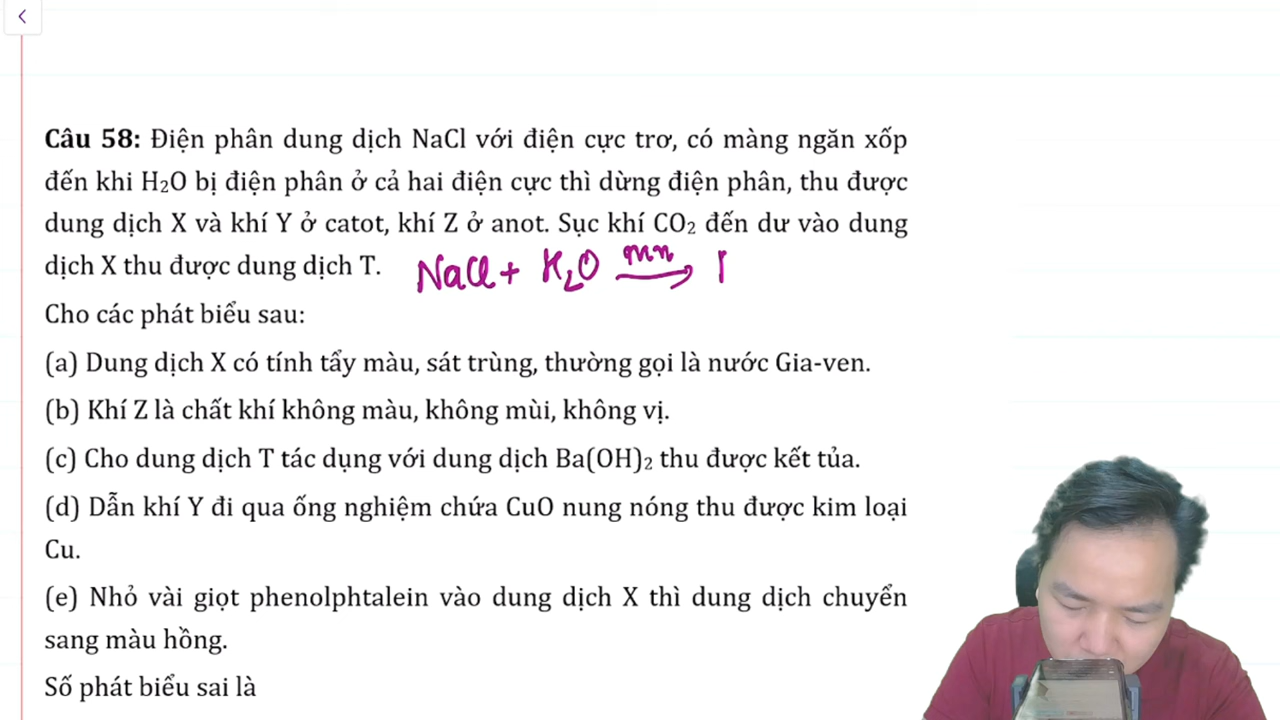 Câu 58: Điện phân dung dịch NaCl với điện cực trơ, có màng ngăn xốp
đến khi H₂O bị điện phân ở cả hai điện cực thì dừng điện phân, thu được
dung dịch X và khí Y ở catot, khí Z ở anot. Sục khí CO₂ đến dư vào dung
dịch X thu được dung dịch T.
NaCl + H₂O mn →
Cho các phát biểu sau:
(a) Dung dịch X có tính tẩy màu, sát trùng, thường gọi là nước Gia-ven.
(b) Khí Z là chất khí không màu, không mùi, không vị.
(c) Cho dung dịch T tác dụng với dung dịch Ba(OH)₂ thu được kết tủa.
(d) Dẫn khí Y đi qua ống nghiệm chứa CuO nung nóng thu được kim loại
Cu.
(e) Nhỏ vài giọt phenolphtalein vào dung dịch X thì dung dịch chuyển
sang màu hồng.
Số phát biểu sai là